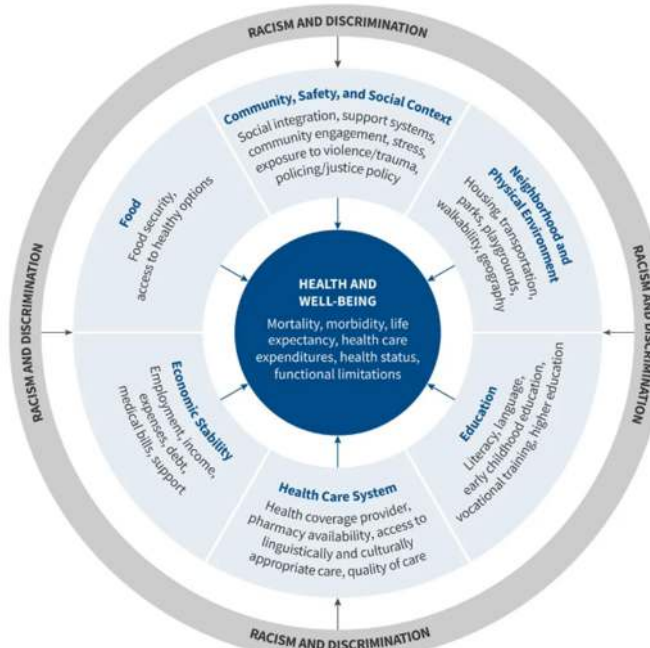 RACISM AND DISCRIMINATION
Community, Safety, and Social Context
Social integration, support systems,
community engagement, stress,
exposure to violence/trauma,
policing/justice policy
Neighborhood and
physical Environment
Housing, transportation,
parks, playgrounds,
walkability, geography
RACISM AND DISCRIMINATION
Education
Literacy, language,
early childhood education,
vocational training, higher education
Health Care System
Health coverage provider,
pharmacy availability, access to
linguistically and culturally
appropriate care, quality of care
RACISM AND DISCRIMINATION
Economic Stability
Employment, income,
expenses, debt,
medical bills, support
RACISM AND DISCRIMINATION
Food
Food security,
access to healthy options
HEALTH AND
WELL-BEING
Mortality, morbidity, life
expectancy, health care
expenditures, health status,
functional limitations